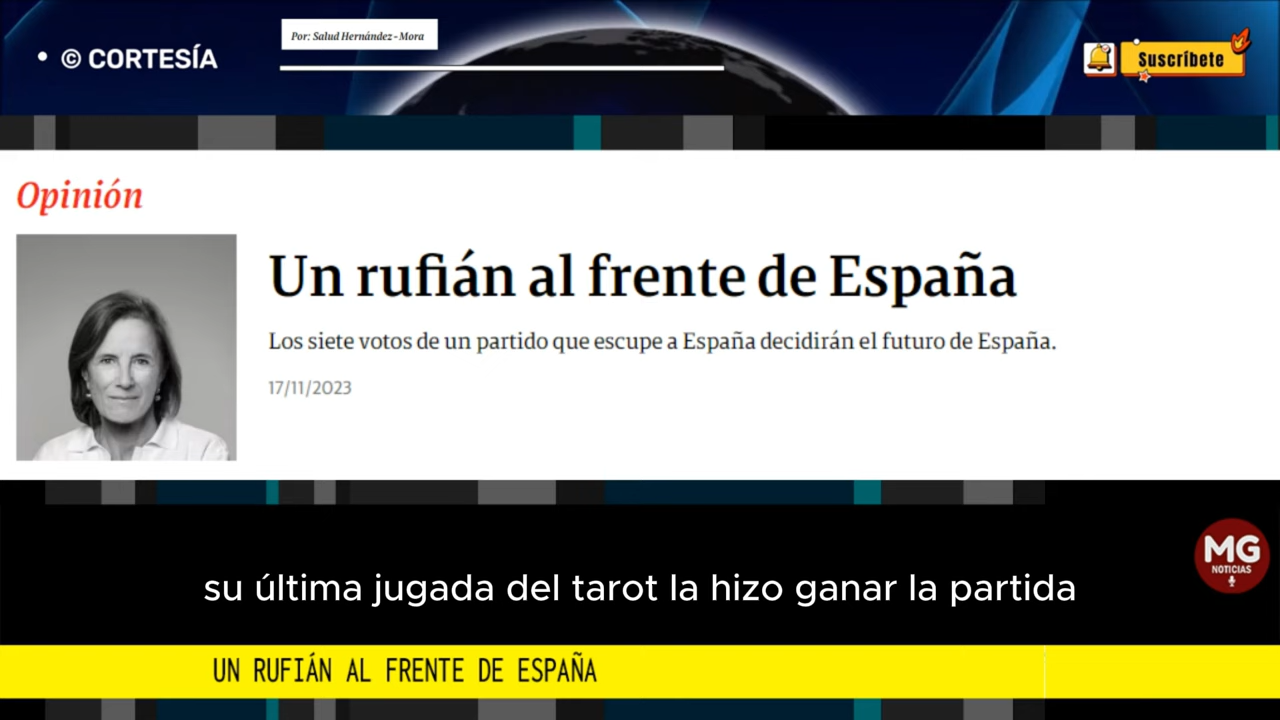 • © CORTESÍA
Por: Salud Hernández-Mora
Suscríbete
Opinión
Un rufián al frente de España
Los siete votos de un partido que escupe a España decidirán el futuro de España.
17/11/2023
MG
NOTICIAS
su última jugada del tarot la hizo ganar la partida
UN RUFIÁN AL FRENTE DE ESPAÑA